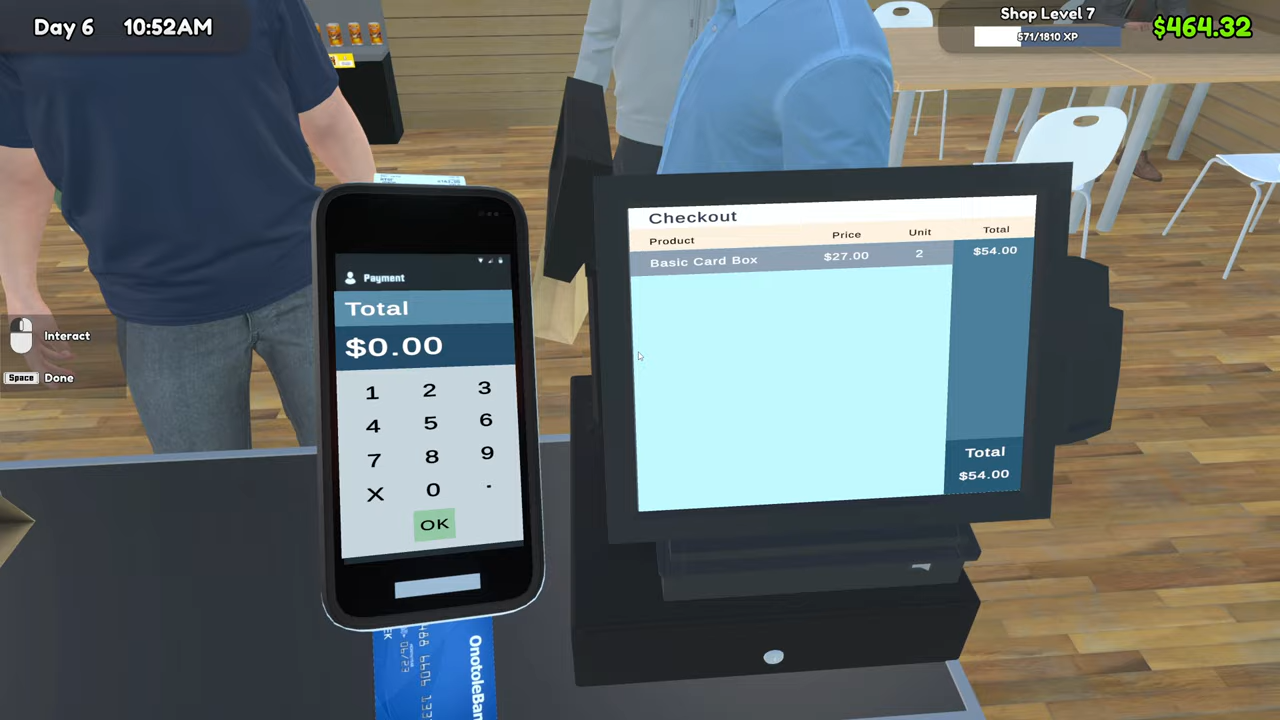 Day 6 10:52AM
Shop Level 7
571/1810 XP
$464.32
Interact
Space Done
Payment
Total
$0.00
1 2 3
4 5 6
7 8 9
X 0 .
OK
Checkout
Product Price Unit Total
Basic Card Box $27.00 2 $54.00
Total
$54.00
OnotoleBan